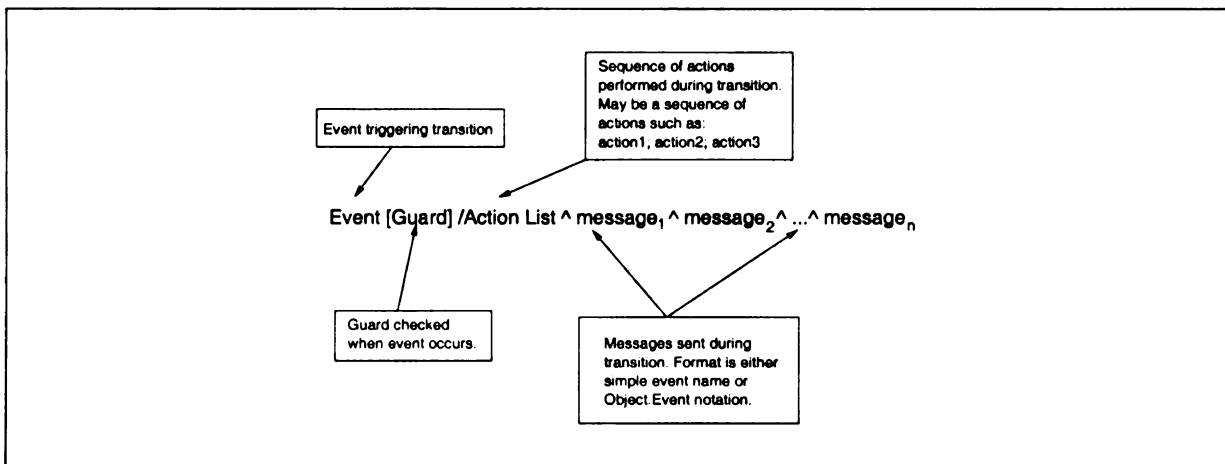 Sequence of actions
performed during transition.
May be a sequence of
actions such as:
action1; action2; action3
Event triggering transition
Event [Guard] /Action List ^ message₁ ^ message₂ ^ ...^ messageₙ
Guard checked
when event occurs.
Messages sent during
transition. Format is either
simple event name or
Object.Event notation.